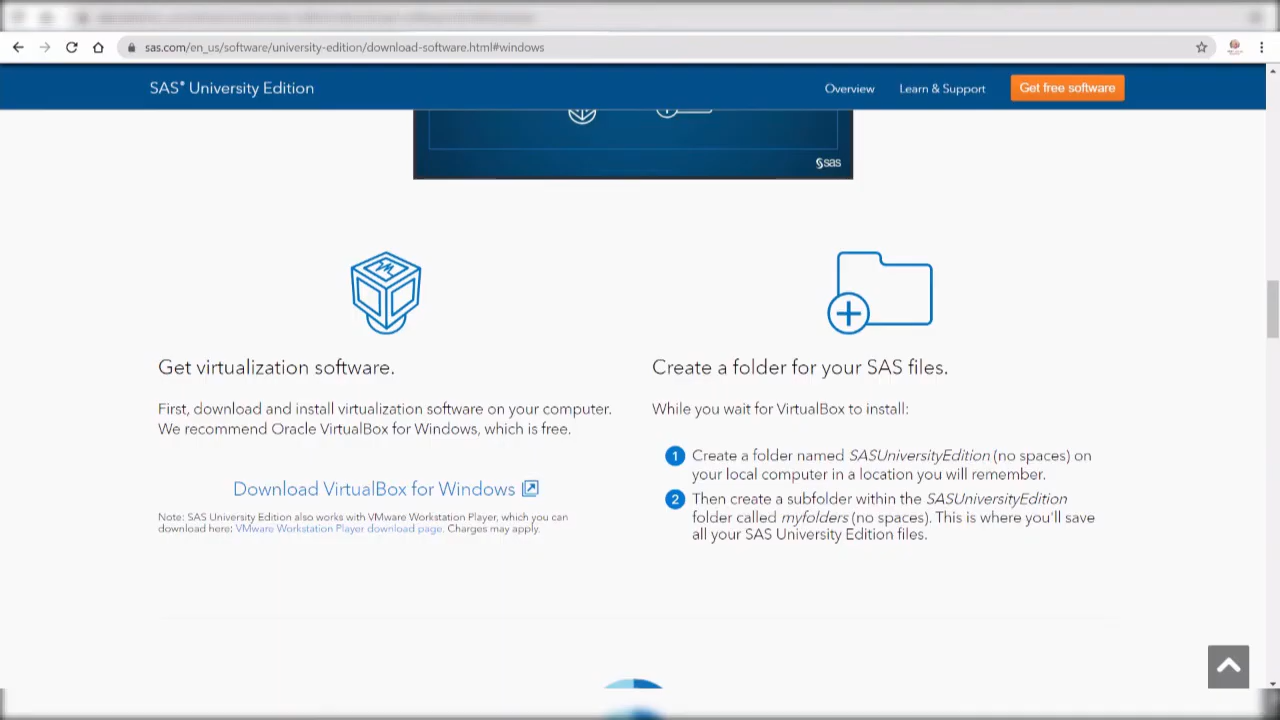 sas.com/en_us/software/university-edition/download-software.html#windows
SAS® University Edition
Overview
Learn & Support
Get free software
sas
Get virtualization software.
First, download and install virtualization software on your computer.
We recommend Oracle VirtualBox for Windows, which is free.
Download VirtualBox for Windows
Note: SAS University Edition also works with VMware Workstation Player, which you can
download here: VMware Workstation Player download page. Charges may apply.
Create a folder for your SAS files.
While you wait for VirtualBox to install:
1 Create a folder named SASUniversityEdition (no spaces) on
your local computer in a location you will remember.
2 Then create a subfolder within the SASUniversityEdition
folder called myfolders (no spaces). This is where you'll save
all your SAS University Edition files.